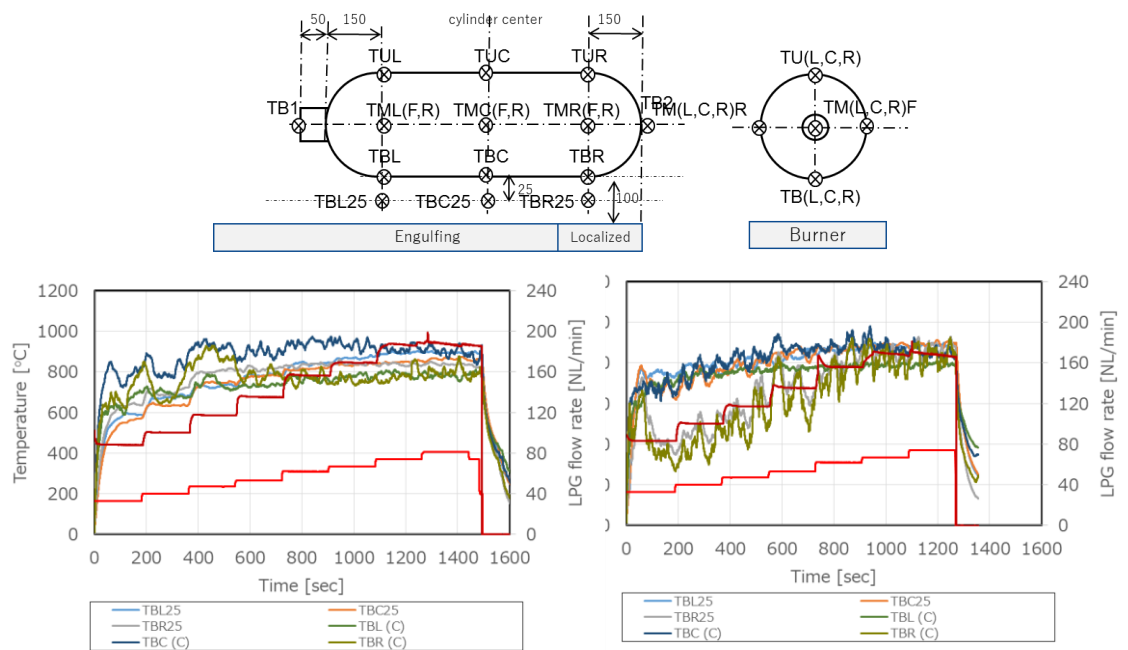 50 150 cylinder center 150
TUL TUC TUR TU(L,C,R)
TB1 TML(F,R) TMC(F,R) TMR(F,R) TB2 TM(L,C,R)R TM(L,C,R)F
TBL TBC TBR TB(L,C,R)
25
TBL25 TBC25 TBR25 100
Engulfing Localized Burner
Temperature [°C]
1200
1000
800
600
400
200
0
240
200
160
120
80
40
0
LPG flow rate [NL/min]
0 200 400 600 800 1000 1200 1400 1600
Time [sec]
TBL25 TBC25
TBR25 TBL (C)
TBC (C) TBR (C)
240
200
160
120
80
40
0
LPG flow rate [NL/min]
0 200 400 600 800 1000 1200 1400 1600
Time [sec]
TBL25 TBC25
TBR25 TBL (C)
TBC (C) TBR (C)